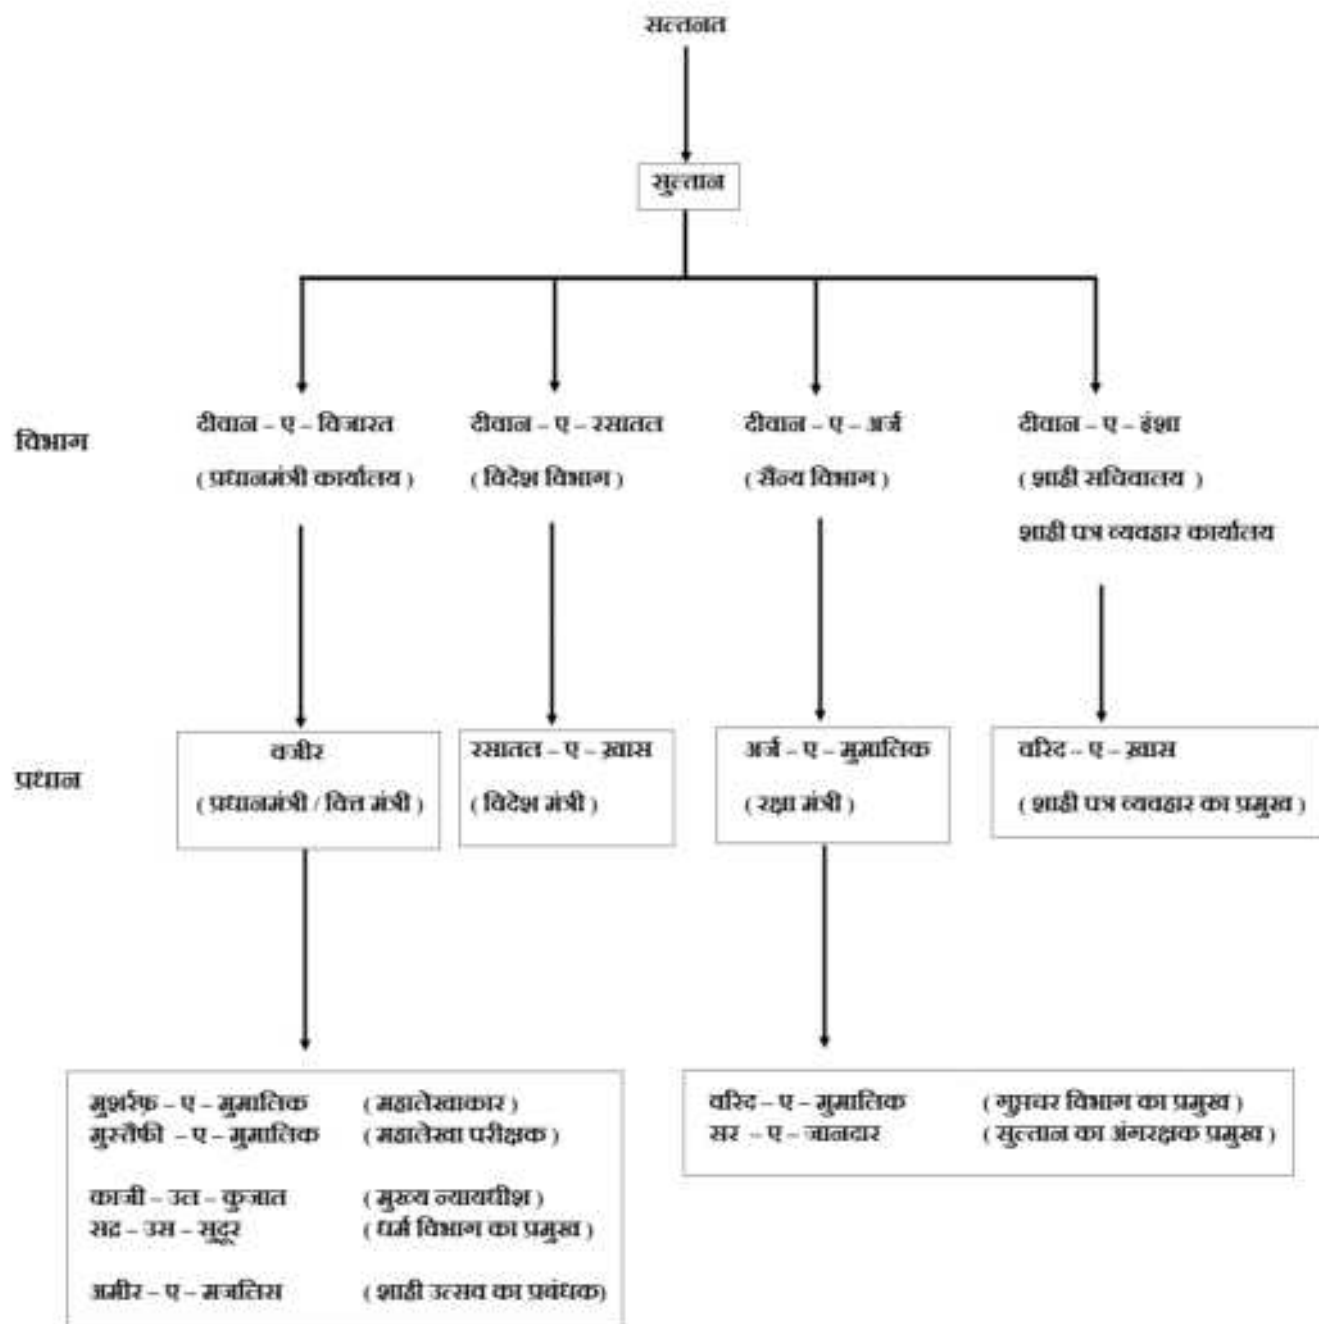 सल्तनत
सुल्तान
विभाग
दीवान – ए – विजारत
( प्रधानमंत्री कार्यालय )
दीवान – ए – रसातल
( विदेश विभाग )
दीवान – ए – अर्ज
( सैन्य विभाग )
दीवान – ए – इंशा
( शाही सचिवालय )
शाही पत्र व्यवहार कार्यालय
प्रधान
वजीर
( प्रधानमंत्री / वित्त मंत्री )
रसातल – ए – ख़ास
( विदेश मंत्री )
अर्ज – ए – मुमालिक
( रक्षा मंत्री )
वरिद – ए – ख़ास
( शाही पत्र व्यवहार का प्रमुख )
मुशर्रफ़ – ए – मुमालिक ( महालेखाकार )
मुस्तैफी – ए – मुमालिक ( महालेखा परीक्षक )
काजी – उल – कुजात ( मुख्य न्यायधीश )
सद्र – उस – सुदूर ( धर्म विभाग का प्रमुख )
अमीर – ए – मजलिस ( शाही उत्सव का प्रबंधक)
वरिद – ए – मुमालिक ( गुप्तचर विभाग का प्रमुख )
सर – ए – जानदार ( सुल्तान का अंगरक्षक प्रमुख )